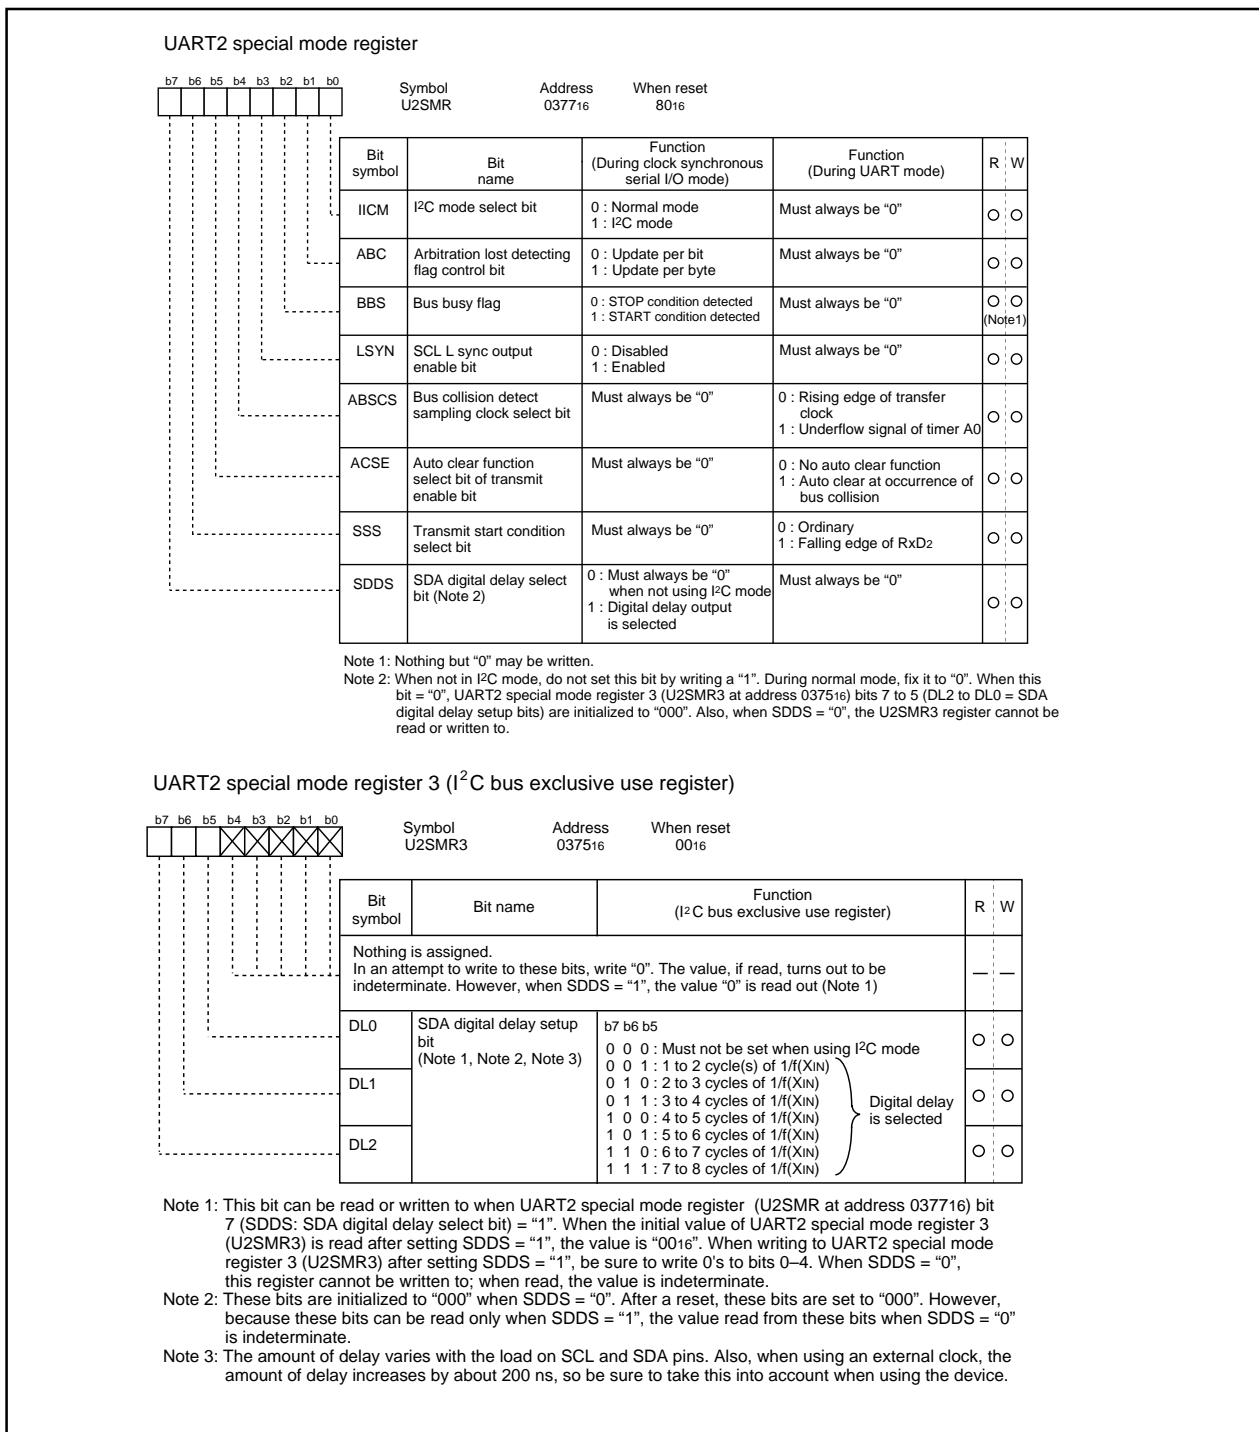 UART2 special mode register
b7 b6 b5 b4 b3 b2 b1 b0
Symbol Address When reset
U2SMR 037716 8016
Bit symbol Bit name Function (During clock synchronous serial I/O mode) Function (During UART mode) R W
IICM I2C mode select bit 0 : Normal mode 1 : I2C mode Must always be “0”
ABC Arbitration lost detecting flag control bit 0 : Update per bit 1 : Update per byte Must always be “0”
BBS Bus busy flag 0 : STOP condition detected 1 : START condition detected Must always be “0” (Note1)
LSYN SCL L sync output enable bit 0 : Disabled 1 : Enabled Must always be “0”
ABSCS Bus collision detect sampling clock select bit Must always be “0” 0 : Rising edge of transfer clock 1 : Underflow signal of timer A0
ACSE Auto clear function select bit of transmit enable bit Must always be “0” 0 : No auto clear function 1 : Auto clear at occurrence of bus collision
SSS Transmit start condition select bit Must always be “0” 0 : Ordinary 1 : Falling edge of RxD2
SDDS SDA digital delay select bit (Note 2) 0 : Must always be “0” when not using I2C mode 1 : Digital delay output is selected Must always be “0”
Note 1: Nothing but “0” may be written.
Note 2: When not in I2C mode, do not set this bit by writing a “1”. During normal mode, fix it to “0”. When this
bit = “0”, UART2 special mode register 3 (U2SMR3 at address 037516) bits 7 to 5 (DL2 to DL0 = SDA
digital delay setup bits) are initialized to “000”. Also, when SDDS = “0”, the U2SMR3 register cannot be
read or written to.
UART2 special mode register 3 (I2C bus exclusive use register)
b7 b6 b5 b4 b3 b2 b1 b0
Symbol Address When reset
U2SMR3 037516 0016
Bit symbol Bit name Function (I2C bus exclusive use register) R W
Nothing is assigned.
In an attempt to write to these bits, write “0”. The value, if read, turns out to be
indeterminate. However, when SDDS = “1”, the value “0” is read out (Note 1)
DL0 SDA digital delay setup bit (Note 1, Note 2, Note 3)
DL1
DL2
b7 b6 b5
0 0 0 : Must not be set when using I2C mode
0 0 1 : 1 to 2 cycle(s) of 1/f(XIN)
0 1 0 : 2 to 3 cycles of 1/f(XIN)
0 1 1 : 3 to 4 cycles of 1/f(XIN)
1 0 0 : 4 to 5 cycles of 1/f(XIN)
1 0 1 : 5 to 6 cycles of 1/f(XIN)
1 1 0 : 6 to 7 cycles of 1/f(XIN)
1 1 1 : 7 to 8 cycles of 1/f(XIN)
Digital delay
is selected
Note 1: This bit can be read or written to when UART2 special mode register (U2SMR at address 037716) bit
7 (SDDS: SDA digital delay select bit) = “1”. When the initial value of UART2 special mode register 3
(U2SMR3) is read after setting SDDS = “1”, the value is “0016”. When writing to UART2 special mode
register 3 (U2SMR3) after setting SDDS = “1”, be sure to write 0’s to bits 0–4. When SDDS = “0”,
this register cannot be written to; when read, the value is indeterminate.
Note 2: These bits are initialized to “000” when SDDS = “0”. After a reset, these bits are set to “000”. However,
because these bits can be read only when SDDS = “1”, the value read from these bits when SDDS = “0”
is indeterminate.
Note 3: The amount of delay varies with the load on SCL and SDA pins. Also, when using an external clock, the
amount of delay increases by about 200 ns, so be sure to take this into account when using the device.